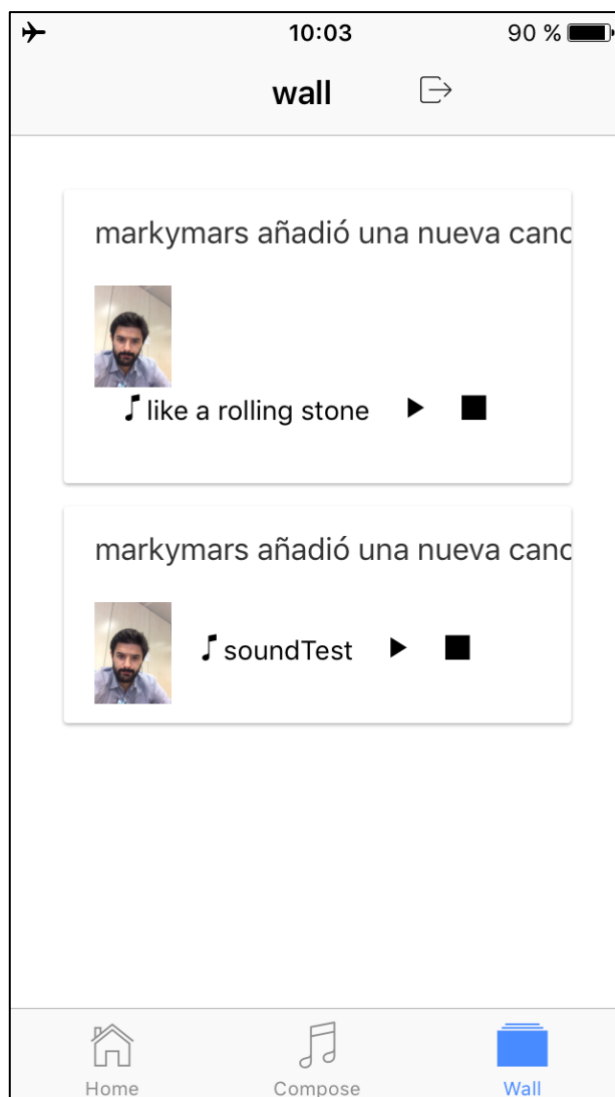 10:03 90 %
wall
markymars añadió una nueva canc
like a rolling stone
markymars añadió una nueva canc
soundTest
Home Compose Wall